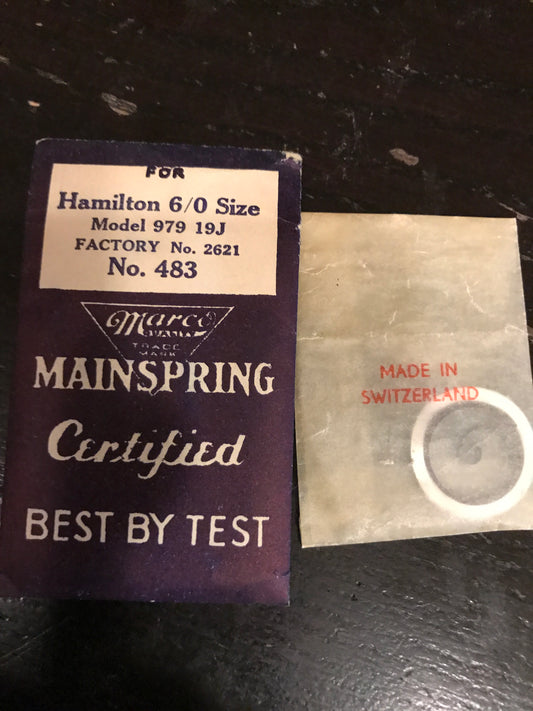 FOR
Hamilton 6/0 Size
Model 979 19J
FACTORY No. 2621
No. 483
Marco
QUALITY
TRADE
MARK
MAINSPRING
Certified
BEST BY TEST
MADE IN
SWITZERLAND